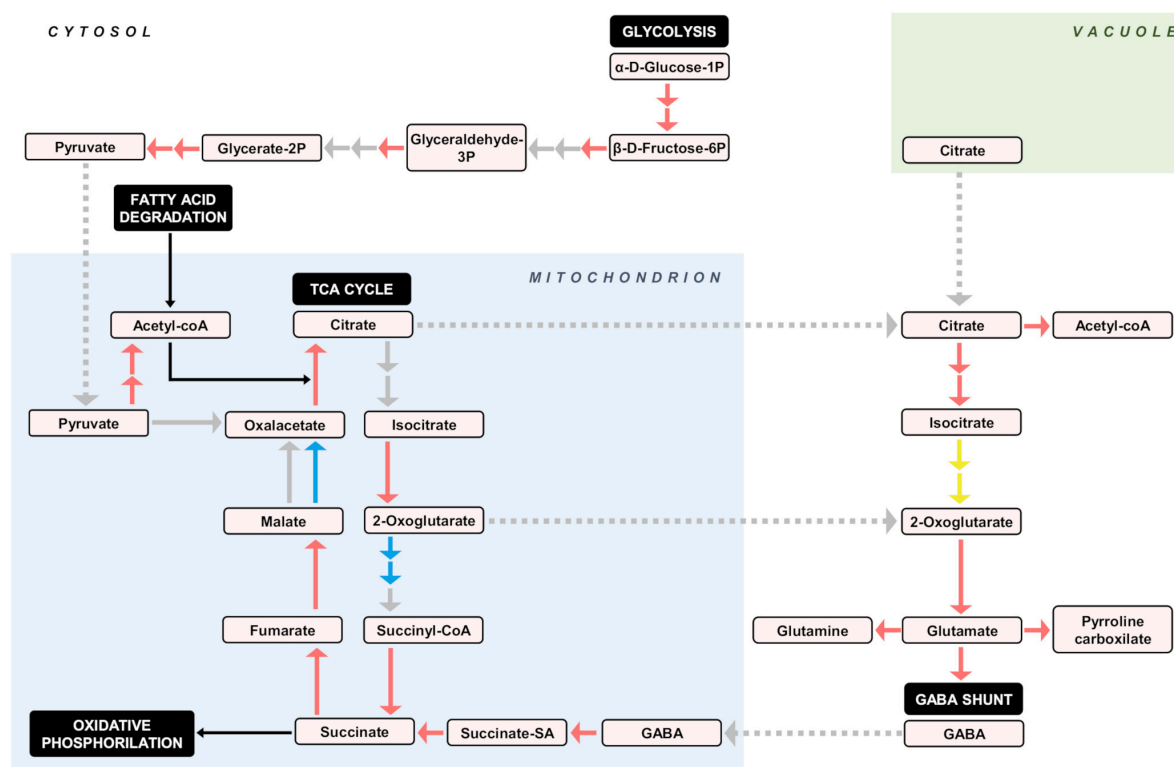 CYTOSOL
GLYCOLYSIS
VACUOLE
α-D-Glucose-1P
Pyruvate
Glycerate-2P
Glyceraldehyde-
3P
β-D-Fructose-6P
Citrate
FATTY ACID
DEGRADATION
MITOCHONDRION
TCA CYCLE
Acetyl-coA
Citrate
Citrate
Acetyl-coA
Pyruvate
Oxalacetate
Isocitrate
Isocitrate
Malate
2-Oxoglutarate
2-Oxoglutarate
Fumarate
Succinyl-CoA
Glutamine
Glutamate
Pyrroline
carboxilate
GABA SHUNT
OXIDATIVE
PHOSPHORILATION
Succinate
Succinate-SA
GABA
GABA